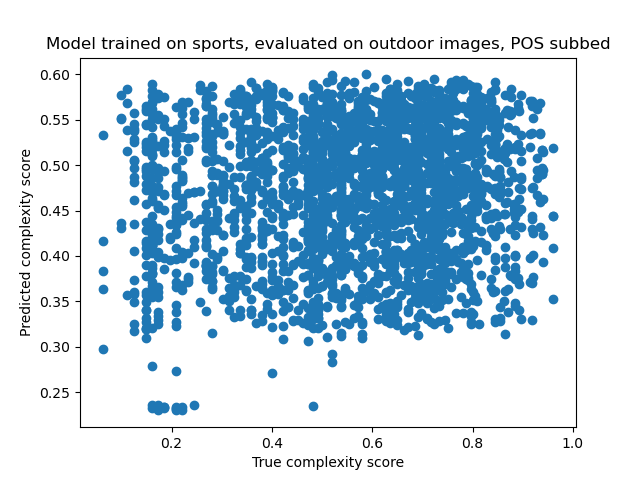 Model trained on sports, evaluated on outdoor images, POS subbed
0.60
0.55
0.50
0.45
0.40
0.35
0.30
0.25
Predicted complexity score
0.2 0.4 0.6 0.8 1.0
True complexity score